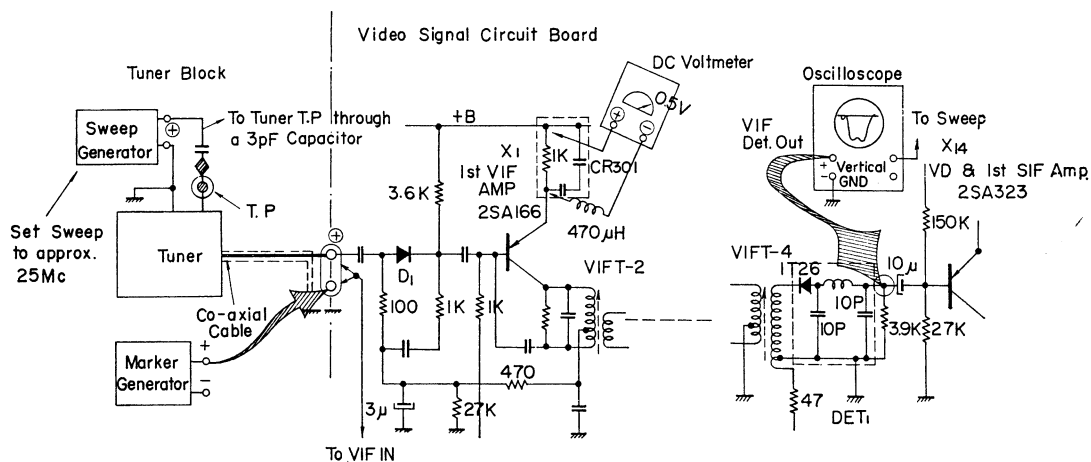 Video Signal Circuit Board
Tuner Block
Sweep
Generator
+
To Tuner T.P through
a 3pF Capacitor
T. P
Set Sweep
to approx.
25Mc
Tuner
Co-axial
Cable
Marker
Generator
+
−
+
To VIF IN
+B
3.6K
D1
100
1K
1K
3μ
27K
470
X1
1st VIF
AMP
2SA166
1K
CR301
470μH
DC Voltmeter
0.5V
+
−
VIFT-2
Oscilloscope
VIF
Det. Out
+
−
Vertical
GND
To Sweep
X14
VD & 1st SIF Amp.
2SA323
150K
VIFT-4
1T26
10μ
10P
10P
3.9K
27K
47
DET1